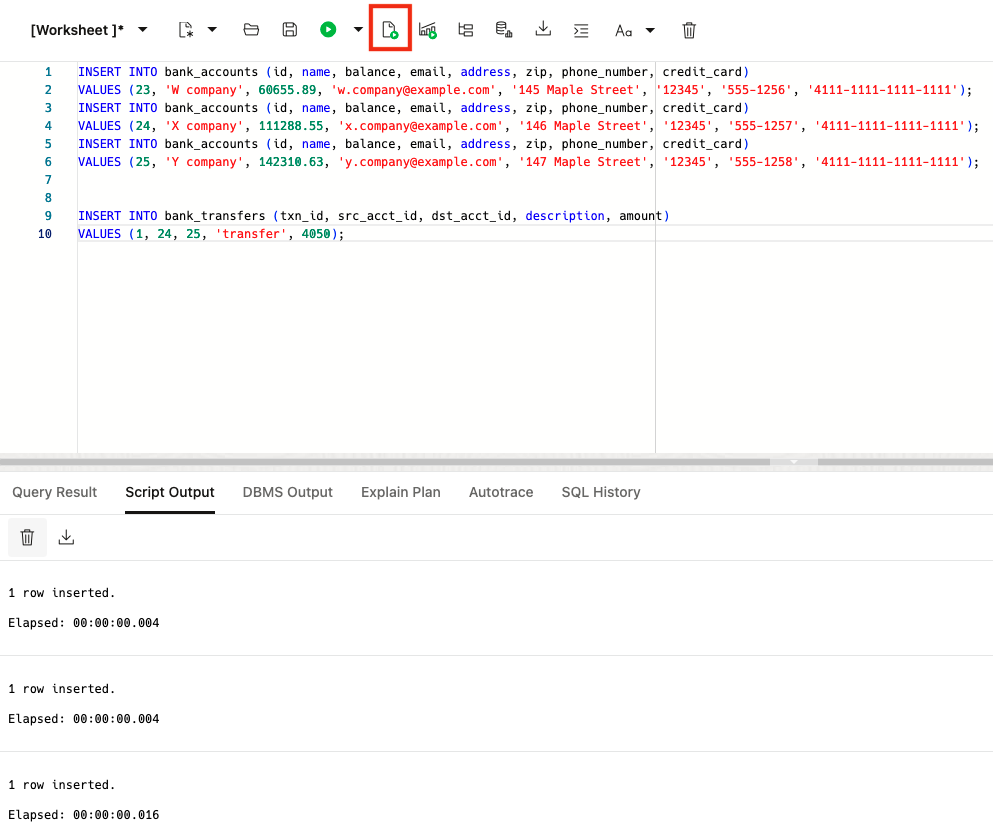 [Worksheet ]*
Aa
1 INSERT INTO bank_accounts (id, name, balance, email, address, zip, phone_number, credit_card)
2 VALUES (23, 'W company', 60655.89, 'w.company@example.com', '145 Maple Street', '12345', '555-1256', '4111-1111-1111-1111');
3 INSERT INTO bank_accounts (id, name, balance, email, address, zip, phone_number, credit_card)
4 VALUES (24, 'X company', 111288.55, 'x.company@example.com', '146 Maple Street', '12345', '555-1257', '4111-1111-1111-1111');
5 INSERT INTO bank_accounts (id, name, balance, email, address, zip, phone_number, credit_card)
6 VALUES (25, 'Y company', 142310.63, 'y.company@example.com', '147 Maple Street', '12345', '555-1258', '4111-1111-1111-1111');
7
8
9 INSERT INTO bank_transfers (txn_id, src_acct_id, dst_acct_id, description, amount)
10 VALUES (1, 24, 25, 'transfer', 4050);
Query Result Script Output DBMS Output Explain Plan Autotrace SQL History
1 row inserted.
Elapsed: 00:00:00.004
1 row inserted.
Elapsed: 00:00:00.004
1 row inserted.
Elapsed: 00:00:00.016